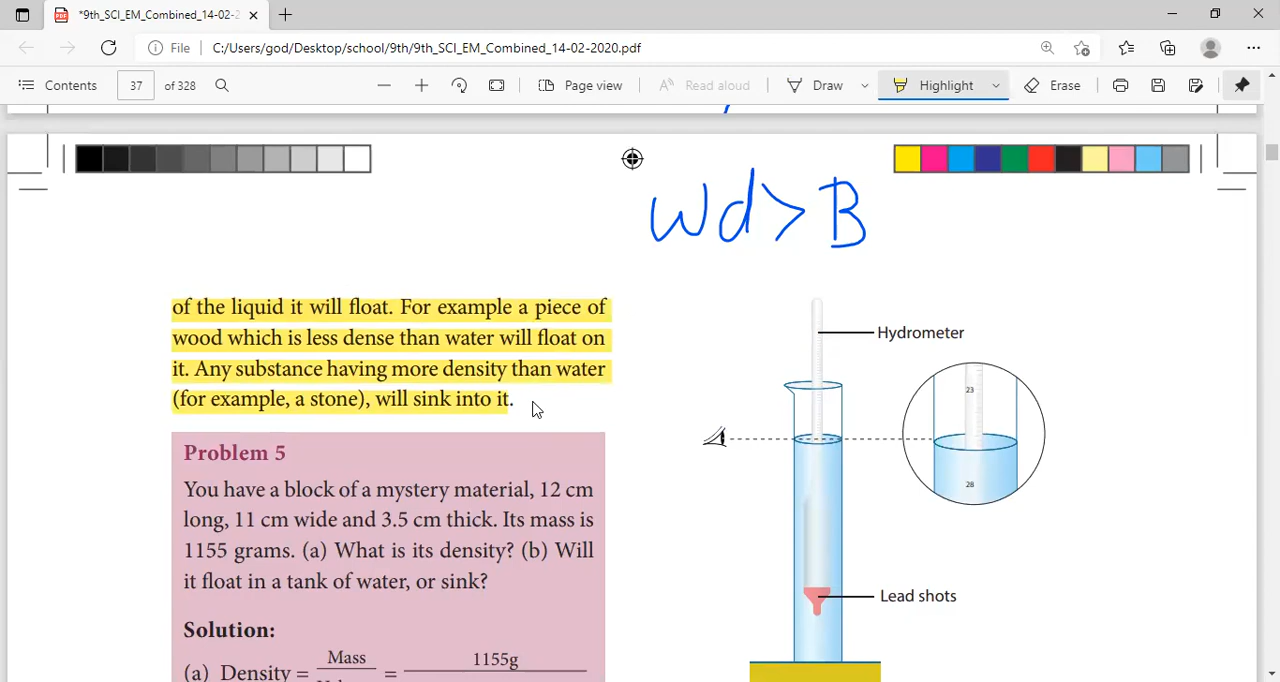 *9th_SCI_EM_Combined_14-02-2
File
C:/Users/god/Desktop/school/9th/9th_SCI_EM_Combined_14-02-2020.pdf
Contents
37
of 328
Page view
Read aloud
Draw
Highlight
Erase
Wd > B
of the liquid it will float. For example a piece of
wood which is less dense than water will float on
it. Any substance having more density than water
(for example, a stone), will sink into it.
Problem 5
You have a block of a mystery material, 12 cm
long, 11 cm wide and 3.5 cm thick. Its mass is
1155 grams. (a) What is its density? (b) Will
it float in a tank of water, or sink?
Solution:
(a) Density = Mass = 1155g
Hydrometer
23
28
Lead shots